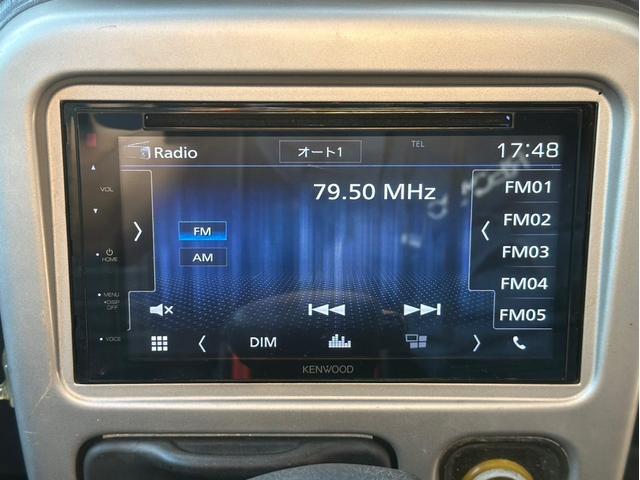 Radio
オート1
TEL
17:48
VOL
79.50 MHz
FM01
FM02
FM03
FM04
FM05
FM
AM
HOME
MENU
•DISP
OFF
VOICE
DIM
KENWOOD